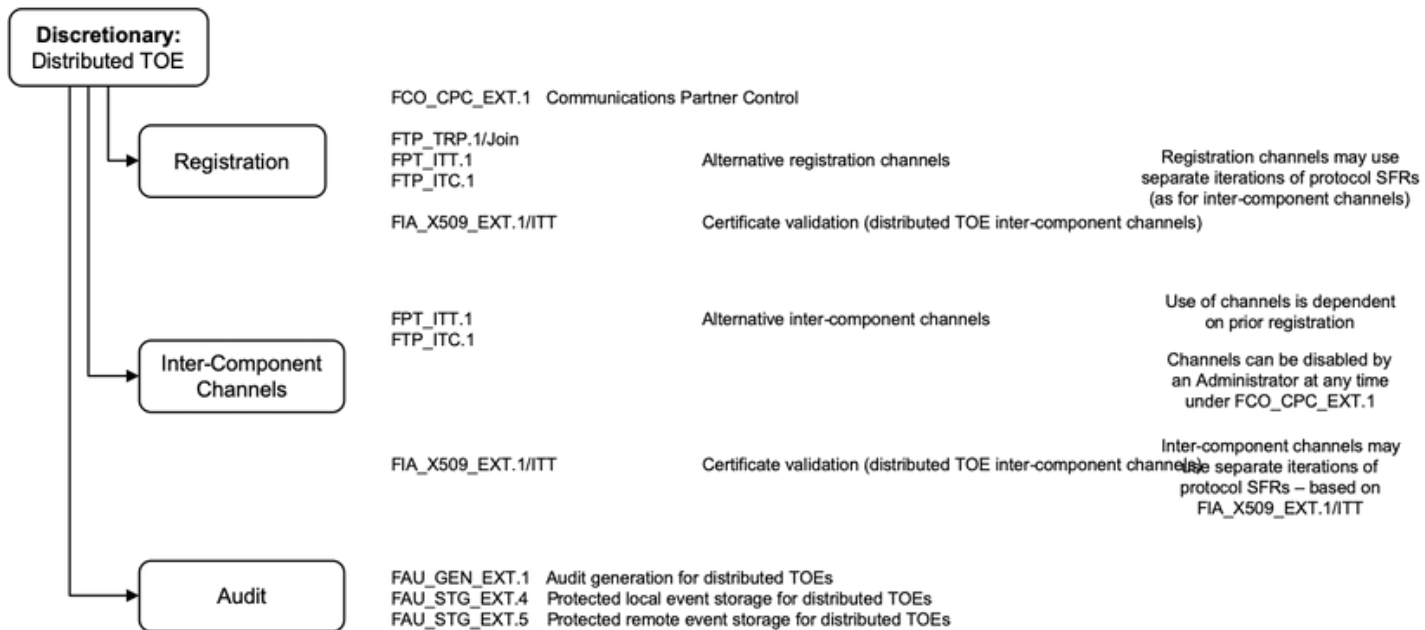 Discretionary:
Distributed TOE
FCO_CPC_EXT.1 Communications Partner Control
Registration
FTP_TRP.1/Join
FPT_ITT.1 Alternative registration channels
FTP_ITC.1
Registration channels may use
separate iterations of protocol SFRs
(as for inter-component channels)
FIA_X509_EXT.1/ITT Certificate validation (distributed TOE inter-component channels)
Inter-Component
Channels
FPT_ITT.1 Alternative inter-component channels
FTP_ITC.1
Use of channels is dependent
on prior registration
Channels can be disabled by
an Administrator at any time
under FCO_CPC_EXT.1
FIA_X509_EXT.1/ITT Certificate validation (distributed TOE inter-component channels)
Inter-component channels may
use separate iterations of
protocol SFRs – based on
FIA_X509_EXT.1/ITT
Audit
FAU_GEN_EXT.1 Audit generation for distributed TOEs
FAU_STG_EXT.4 Protected local event storage for distributed TOEs
FAU_STG_EXT.5 Protected remote event storage for distributed TOEs